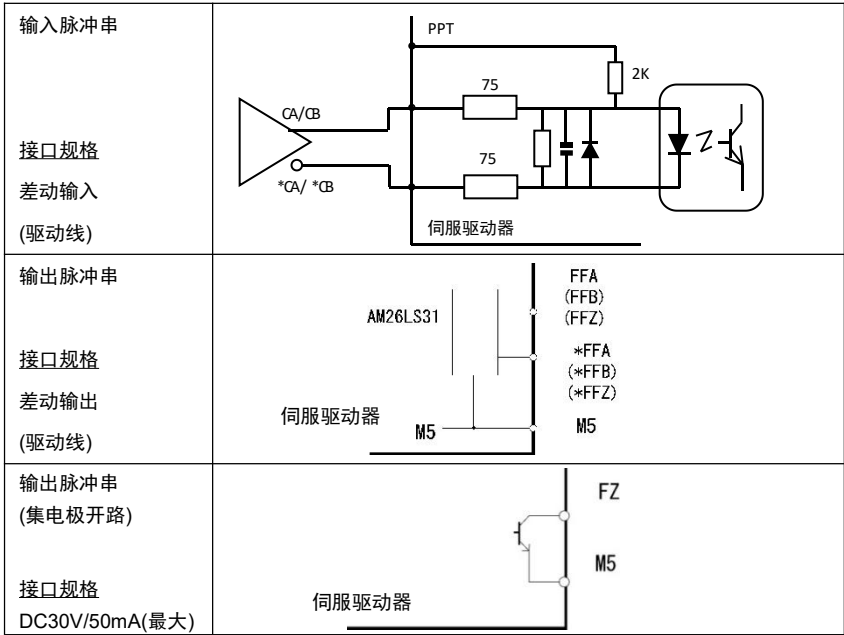 输入脉冲串
接口规格
差动输入
(驱动线)
PPT
2K
75
CA/CB
75
*CA/ *CB
伺服驱动器
输出脉冲串
接口规格
差动输出
(驱动线)
AM26LS31
FFA
(FFB)
(FFZ)
*FFA
(*FFB)
(*FFZ)
伺服驱动器
M5
M5
输出脉冲串
(集电极开路)
接口规格
DC30V/50mA(最大)
FZ
M5
伺服驱动器